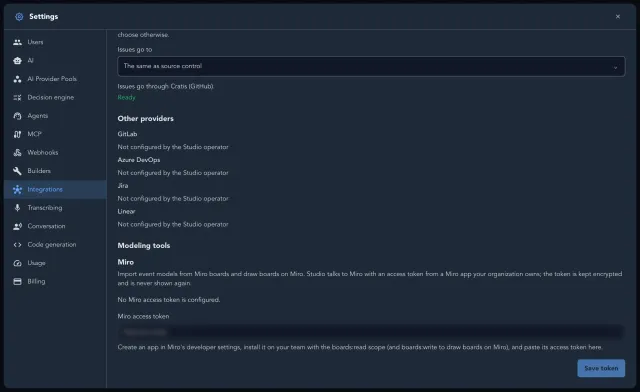 Settings
Users
AI
AI Provider Pools
Decision engine
Agents
MCP
Webhooks
Builders
Integrations
Transcribing
Conversation
Code generation
Usage
Billing
choose otherwise.
Issues go to
The same as source control
Issues go through Cratis (GitHub)
Ready
Other providers
GitLab
Not configured by the Studio operator
Azure DevOps
Not configured by the Studio operator
Jira
Not configured by the Studio operator
Linear
Not configured by the Studio operator
Modeling tools
Miro
Import event models from Miro boards and draw boards on Miro. Studio talks to Miro with an access token from a Miro app your organization owns; the token is kept encrypted
and is never shown again.
No Miro access token is configured.
Miro access token
Create an app in Miro's developer settings, install it on your team with the boards:read scope (and boards:write to draw boards on Miro), and paste its access token here.
Save token